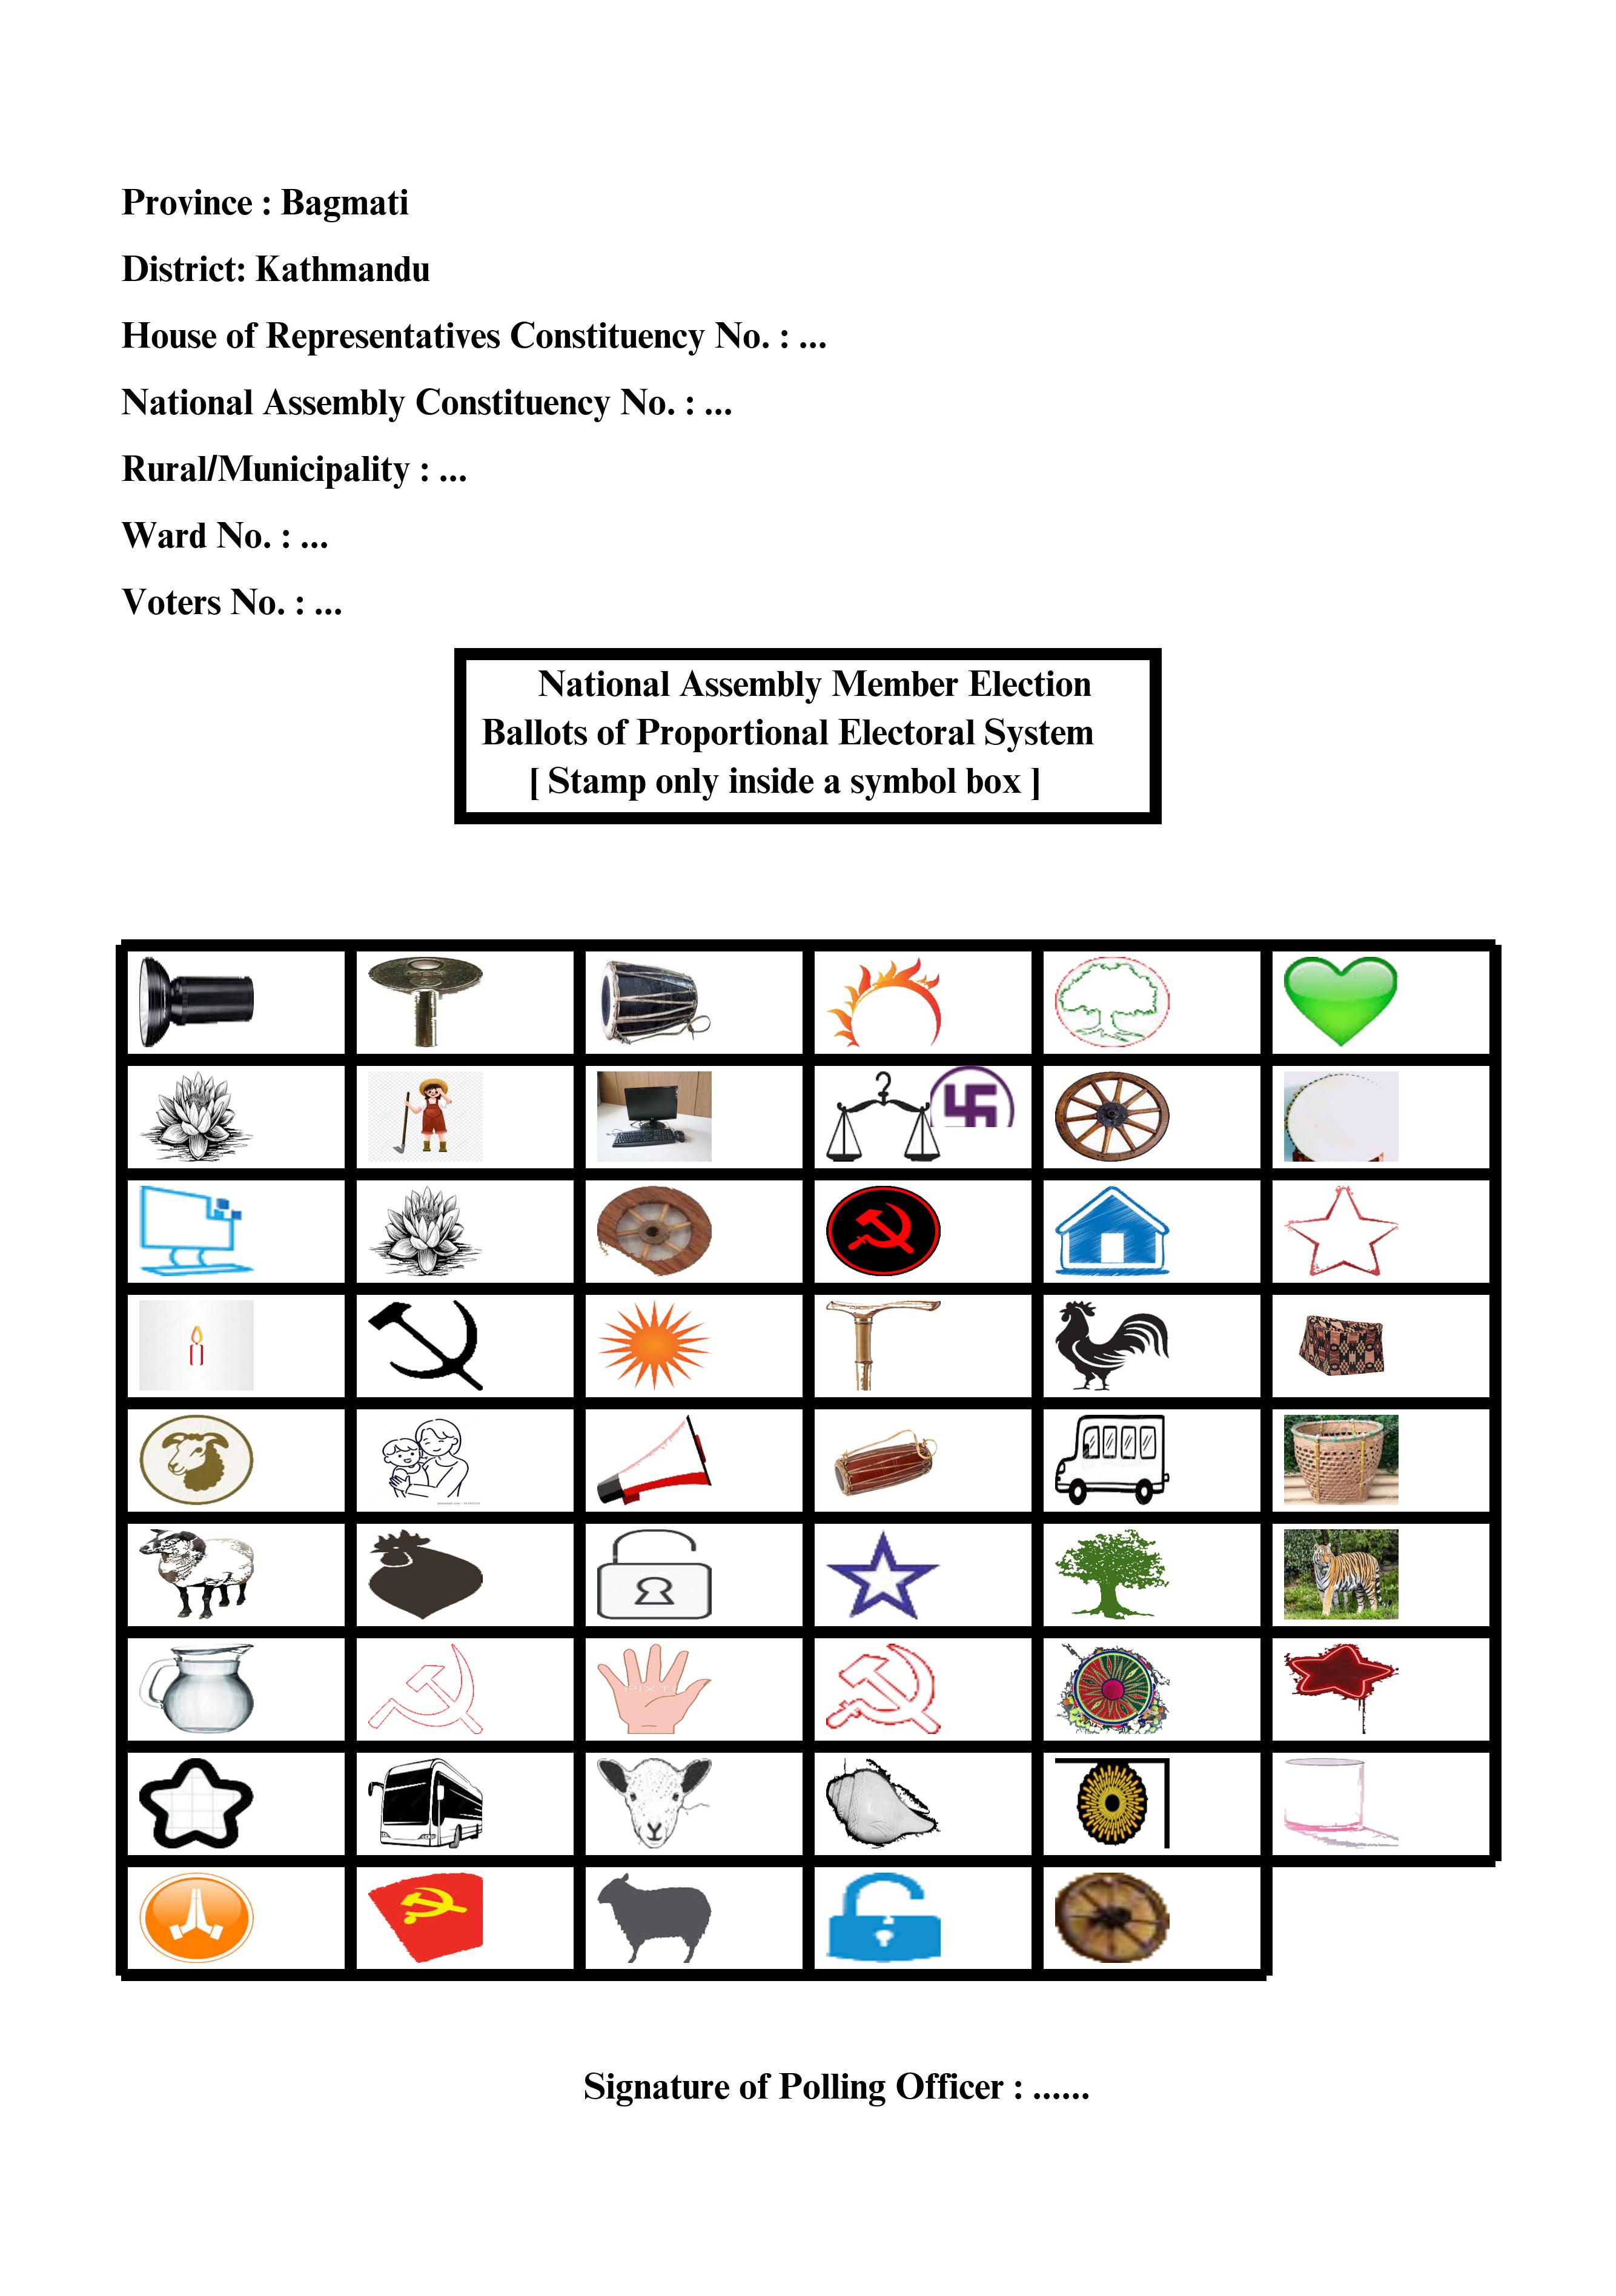 Province : Bagmati
District: Kathmandu
House of Representatives Constituency No. : ...
National Assembly Constituency No. : ...
Rural/Municipality : ...
Ward No. : ...
Voters No. : ...
National Assembly Member Election
Ballots of Proportional Electoral System
[ Stamp only inside a symbol box ]
Signature of Polling Officer : ......